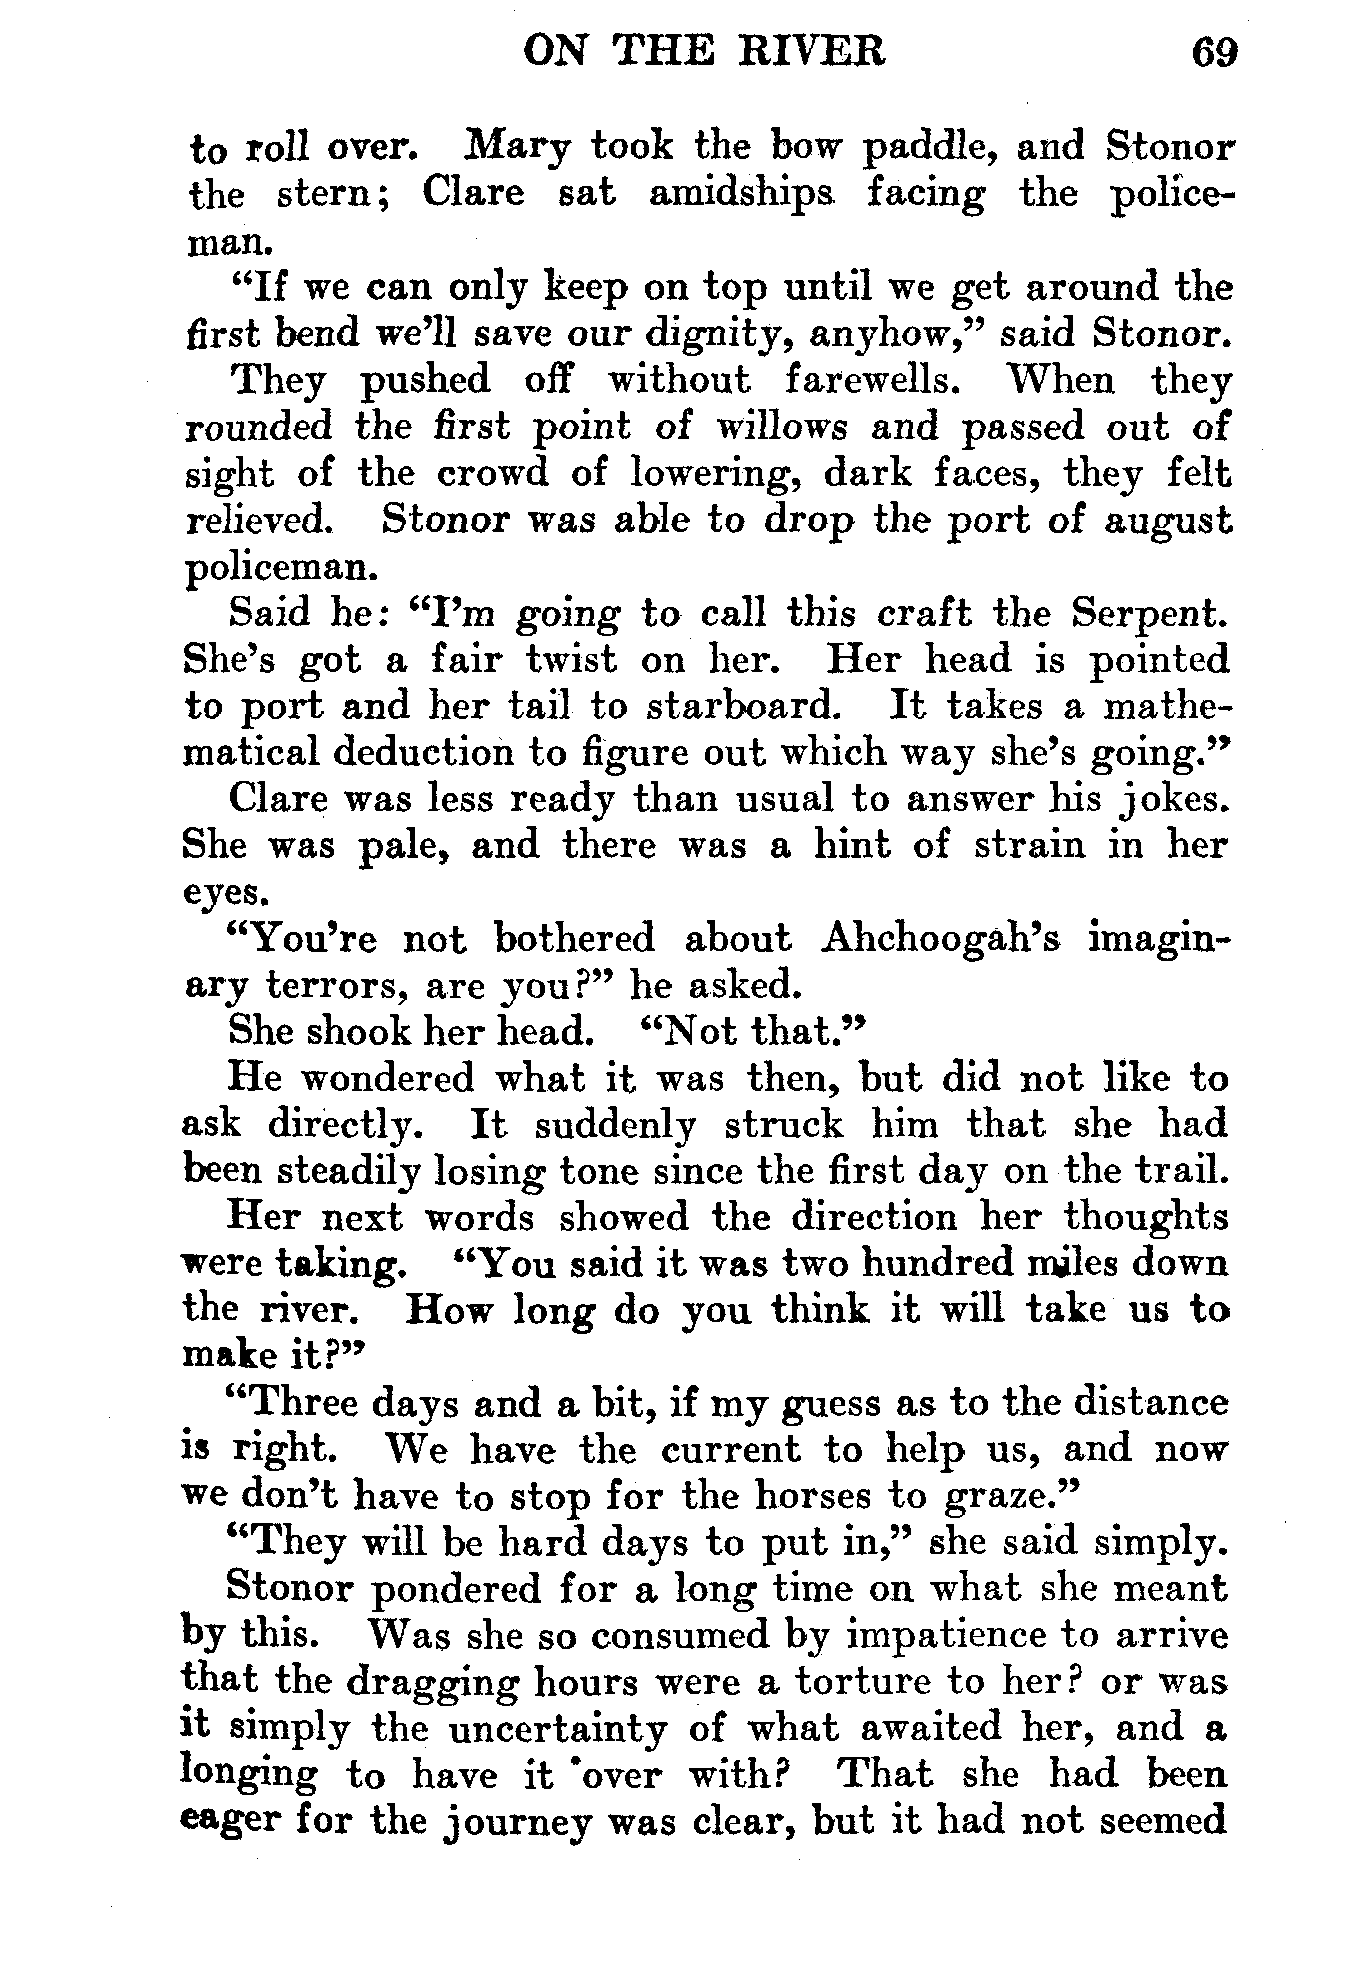 ON THE RIVER 69
to roll over. Mary took the bow paddle, and Stonor
the stern; Clare sat amidships facing the police-
man.
“If we can only keep on top until we get around the
first bend we’ll save our dignity, anyhow,” said Stonor.
They pushed off without farewells. When they
rounded the first point of willows and passed out of
sight of the crowd of lowering, dark faces, they felt
relieved. Stonor was able to drop the port of august
policeman.
Said he: “I’m going to call this craft the Serpent.
She’s got a fair twist on her. Her head is pointed
to port and her tail to starboard. It takes a mathe-
matical deduction to figure out which way she’s going.”
Clare was less ready than usual to answer his jokes.
She was pale, and there was a hint of strain in her
eyes.
“You’re not bothered about Ahchoogah’s imagin-
ary terrors, are you?” he asked.
She shook her head. “Not that.”
He wondered what it was then, but did not like to
ask directly. It suddenly struck him that she had
been steadily losing tone since the first day on the trail.
Her next words showed the direction her thoughts
were taking. “You said it was two hundred miles down
the river. How long do you think it will take us to
make it?”
“Three days and a bit, if my guess as to the distance
is right. We have the current to help us, and now
we don’t have to stop for the horses to graze.”
“They will be hard days to put in,” she said simply.
Stonor pondered for a long time on what she meant
by this. Was she so consumed by impatience to arrive
that the dragging hours were a torture to her? or was
it simply the uncertainty of what awaited her, and a
longing to have it over with? That she had been
eager for the journey was clear, but it had not seemed